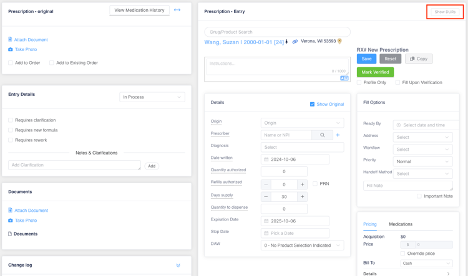 Prescription - original
View Medication History
Attach Document
Take Photo
Add to Order
Add to Existing Order
Entry Details
In Process
Requires clarification
Requires new formula
Requires rework
Notes & Clarifications
Add Clarification
Add
Documents
Attach Document
Take Photo
Documents
Change log
Prescription - Entry
Drug/Product Search
Wang, Suzan | 2000-01-01 [24]
Verona, WI 53593
Instructions...
Details
Show Original
Origin
Origin
Prescriber
Name or NPI
Diagnosis
Select
Date written
2024-10-06
Quantity authorized
0
Refills authorized
0
PRN
Days supply
30
Quantity to dispense
0
Expiration Date
2025-10-06
Stop Date
Pick a Date
DAW
0 - No Product Selection Indicated
RX# New Prescription
Save
Reset
Copy
Mark Verified
Profile Only
Fill Upon Verification
Fill Options
Ready By
Select date and time
Address
Select
Workflow
Select
Priority
Normal
Handoff Method
Select
Fill Note
Important Note
Pricing
Medications
Acquisition
$0
Price
0
Override price
Bill To
Cash
Details